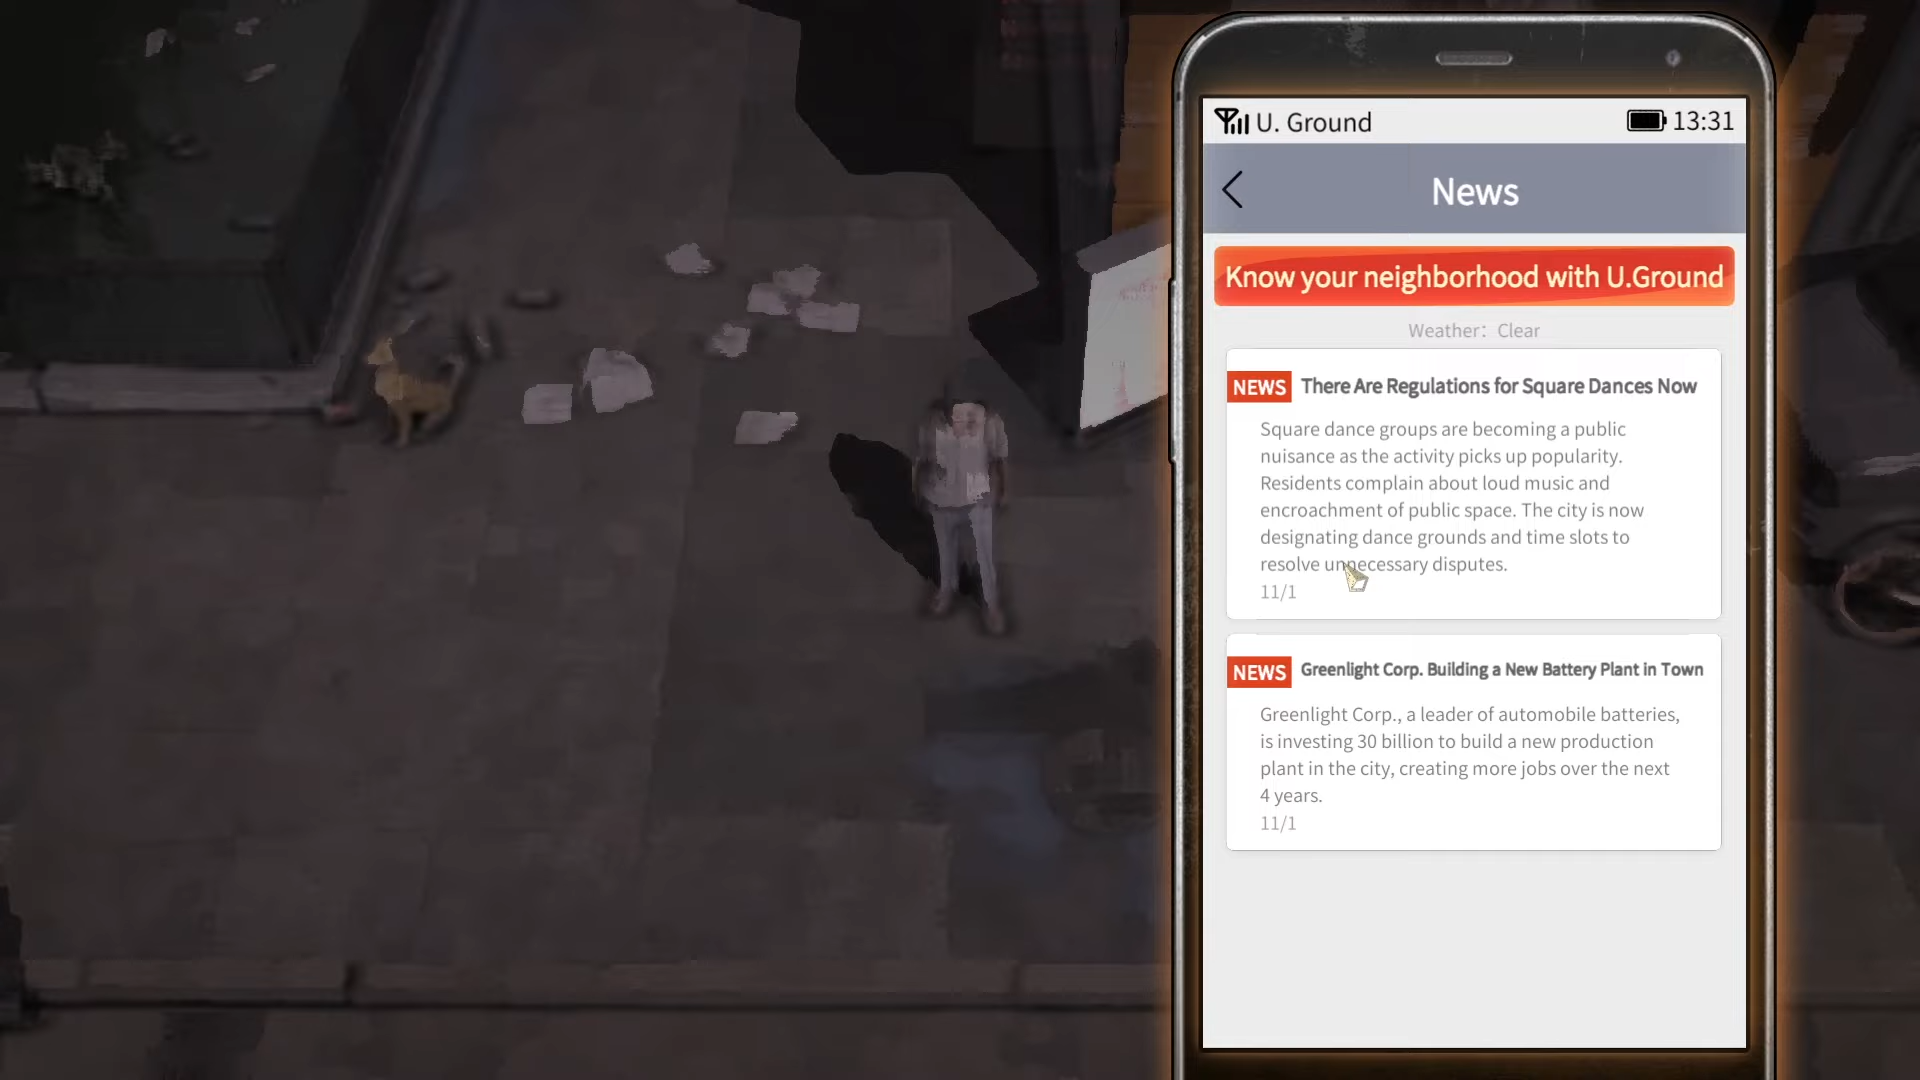 U. Ground
13:31
News
Know your neighborhood with U.Ground
Weather: Clear
NEWS There Are Regulations for Square Dances Now
Square dance groups are becoming a public
nuisance as the activity picks up popularity.
Residents complain about loud music and
encroachment of public space. The city is now
designating dance grounds and time slots to
resolve unnecessary disputes.
11/1
NEWS Greenlight Corp. Building a New Battery Plant in Town
Greenlight Corp., a leader of automobile batteries,
is investing 30 billion to build a new production
plant in the city, creating more jobs over the next
4 years.
11/1